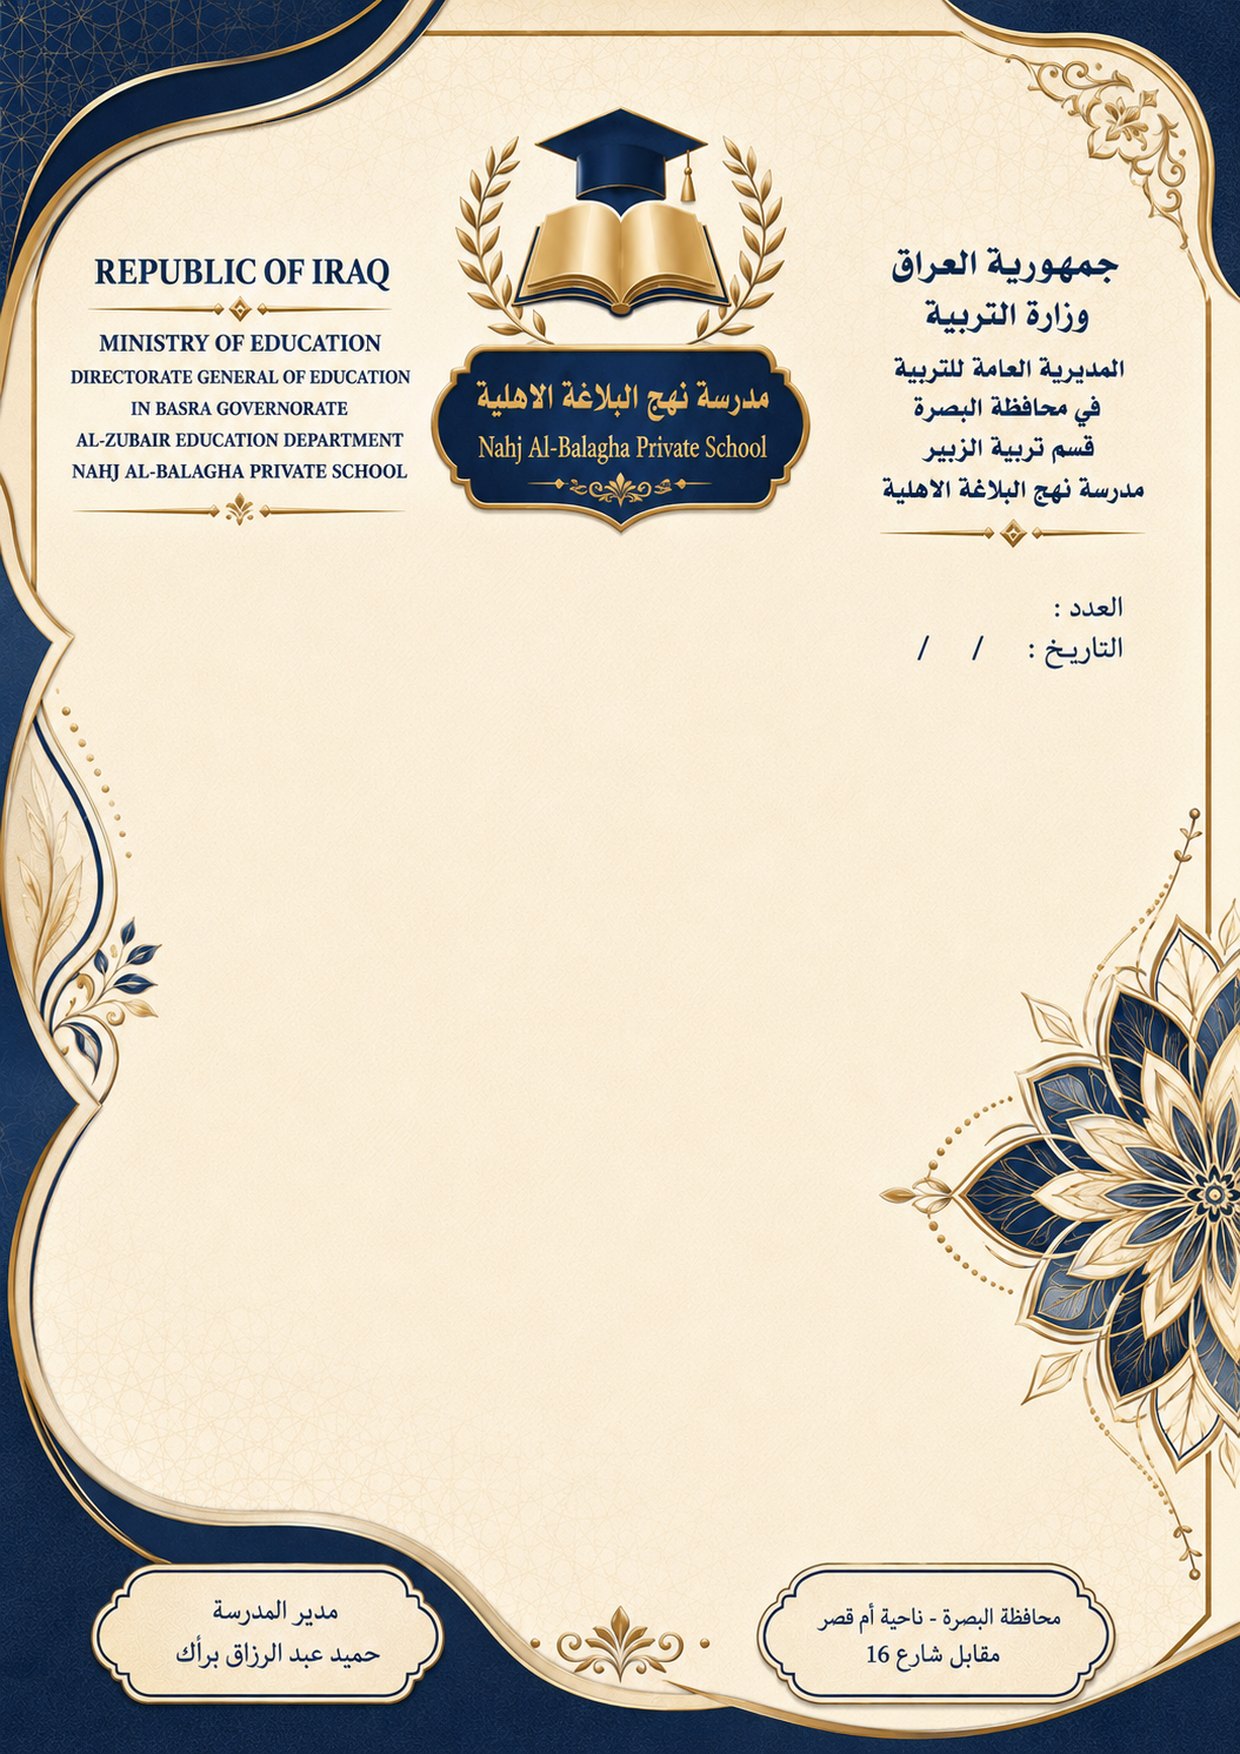 REPUBLIC OF IRAQ
MINISTRY OF EDUCATION
DIRECTORATE GENERAL OF EDUCATION
IN BASRA GOVERNORATE
AL-ZUBAIR EDUCATION DEPARTMENT
NAHJ AL-BALAGHA PRIVATE SCHOOL
مدرسة نهج البلاغة الاهلية
Nahj Al-Balagha Private School
جمهورية العراق
وزارة التربية
المديرية العامة للتربية
في محافظة البصرة
قسم تربية الزبير
مدرسة نهج البلاغة الاهلية
العدد :
التاريخ : / /
مدير المدرسة
حميد عبد الرزاق برأك
محافظة البصرة - ناحية أم قصر
مقابل شارع 16